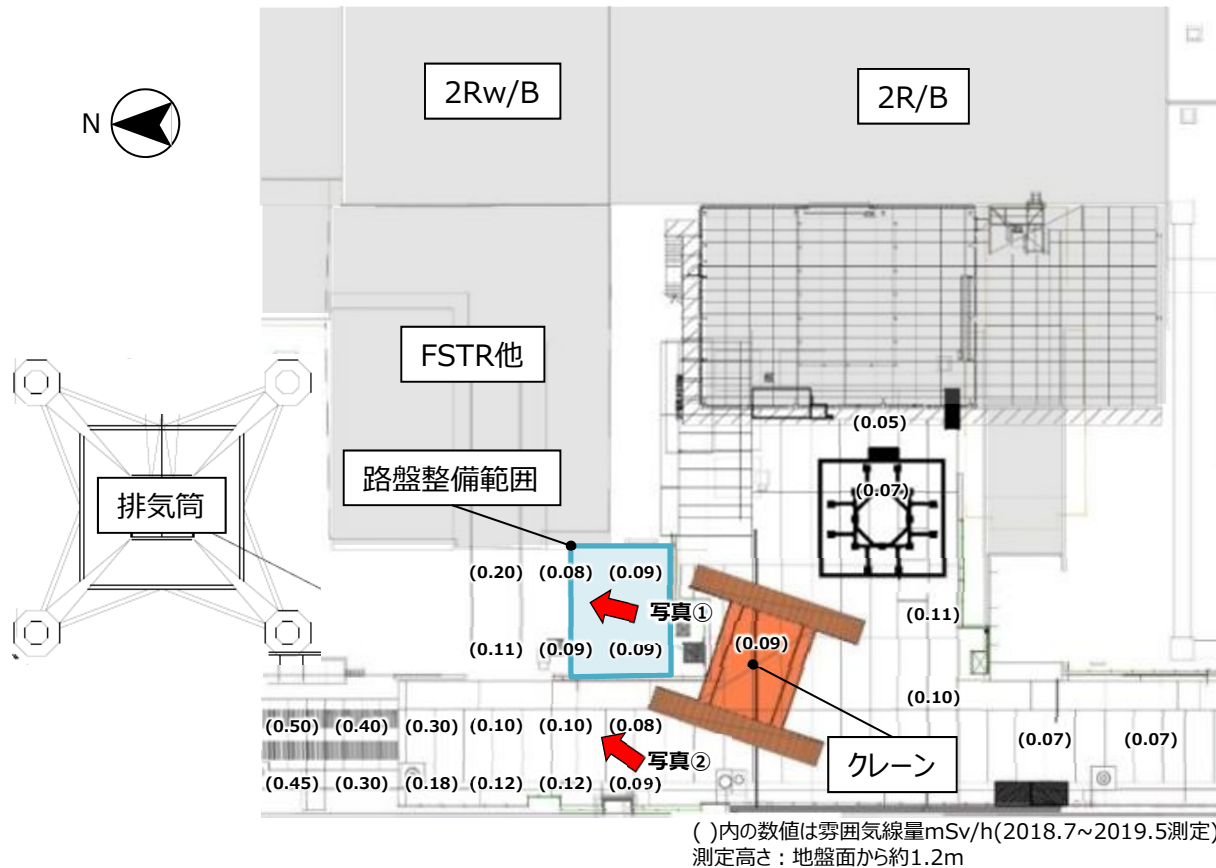 2Rw/B
2R/B
N
FSTR他
(0.05)
路盤整備範囲
(0.07)
排気筒
(0.20) (0.08) (0.09)
写真①
(0.11)
(0.11) (0.09) (0.09)
(0.09)
(0.10)
(0.50) (0.40) (0.30) (0.10) (0.10) (0.08)
(0.07) (0.07)
写真②
クレーン
(0.45) (0.30) (0.18) (0.12) (0.12) (0.09)
( )内の数値は雰囲気線量mSv/h(2018.7~2019.5測定)
測定高さ：地盤面から約1.2m